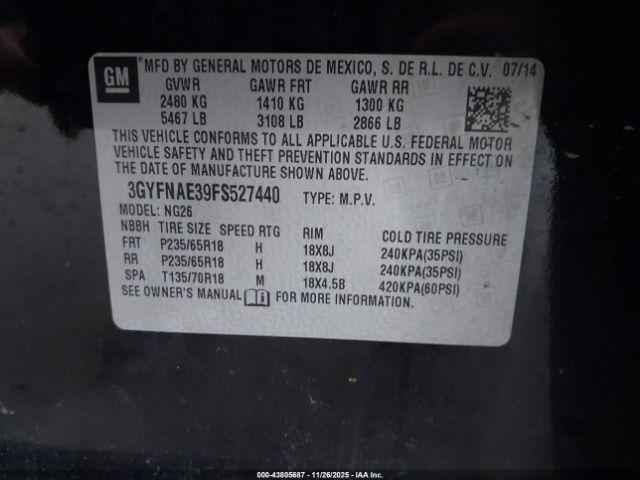 GM
*MFD BY GENERAL MOTORS DE MEXICO, S. DE R.L. DE C.V. 07/14
GVWR GAWR FRT GAWR RR
2480 KG 1410 KG 1300 KG
5467 LB 3108 LB 2866 LB
THIS VEHICLE CONFORMS TO ALL APPLICABLE U.S. FEDERAL MOTOR
VEHICLE SAFETY AND THEFT PREVENTION STANDARDS IN EFFECT ON
THE DATE OF MANUFACTURE SHOWN ABOVE.
3GYFNAE39FS527440 TYPE: M.P.V.
MODEL: NG26
NBBH TIRE SIZE SPEED RTG RIM COLD TIRE PRESSURE
FRT P235/65R18 H 18X8J 240KPA(35PSI)
RR P235/65R18 H 18X8J 240KPA(35PSI)
SPA T135/70R18 M 18X4.5B 420KPA(60PSI)
SEE OWNER'S MANUAL FOR MORE INFORMATION.
000-43805687 - 11/26/2025 - IAAI.com